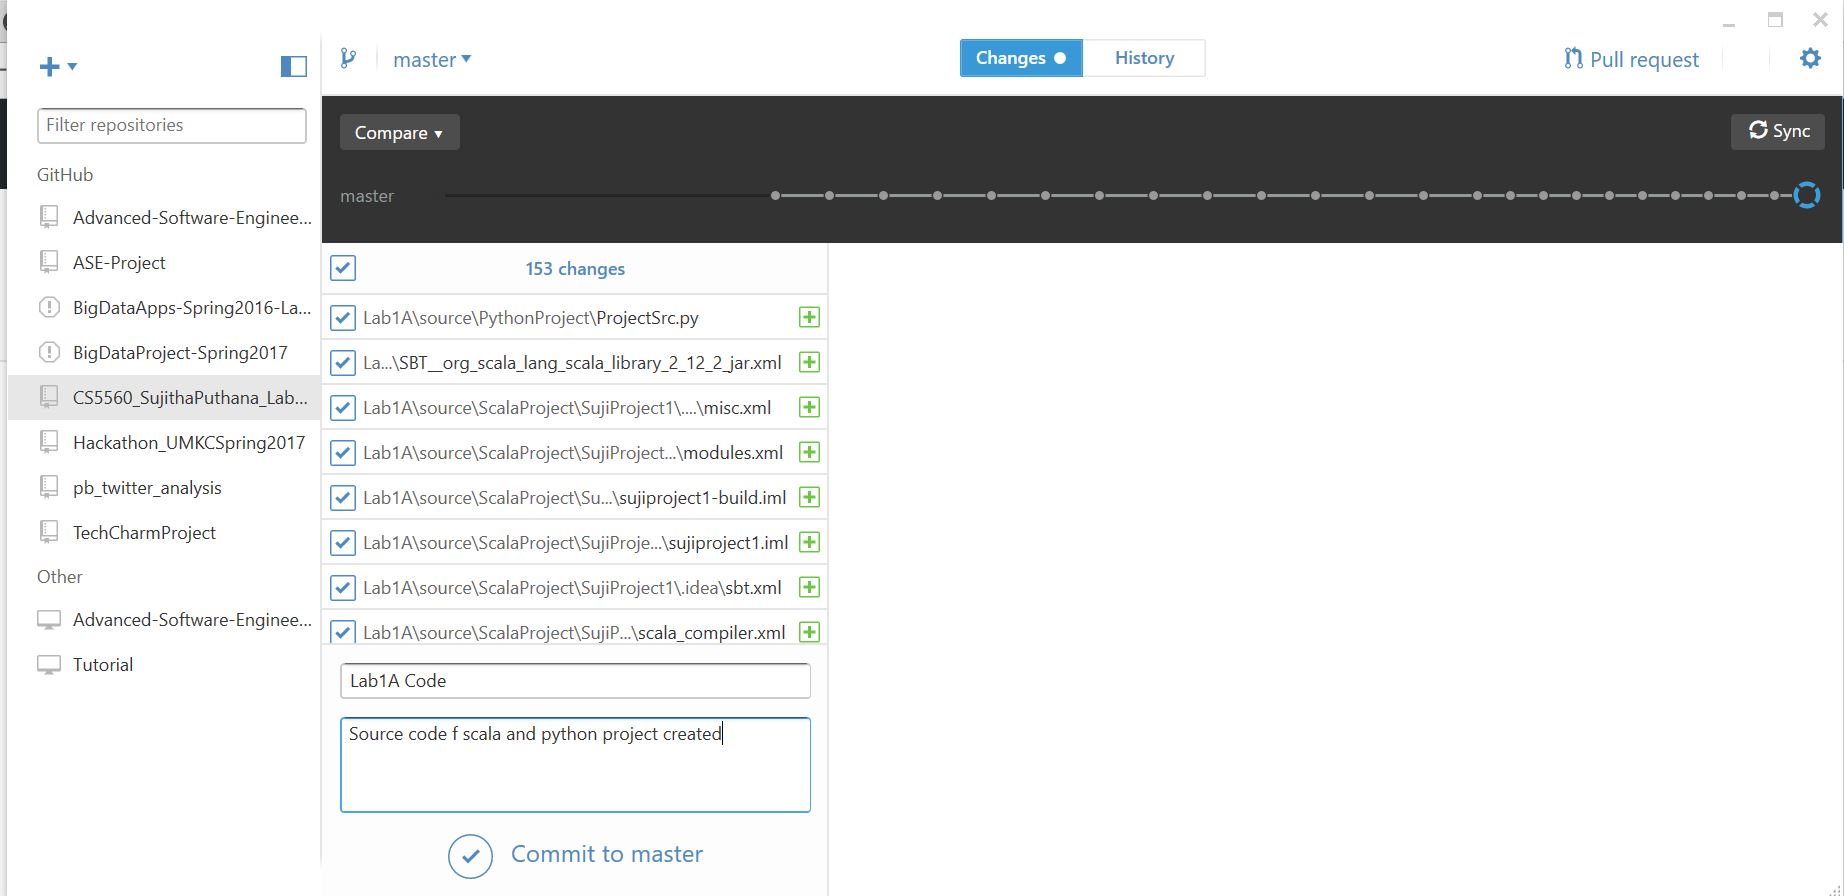 master
Changes
History
Pull request
Filter repositories
GitHub
Advanced-Software-Enginee...
ASE-Project
BigDataApps-Spring2016-La...
BigDataProject-Spring2017
CS5560_SujithaPuthana_Lab...
Hackathon_UMKCSpring2017
pb_twitter_analysis
TechCharmProject
Other
Advanced-Software-Enginee...
Tutorial
Compare
Sync
master
153 changes
Lab1A\source\PythonProject\ProjectSrc.py
La...\SBT__org_scala_lang_scala_library_2_12_2_jar.xml
Lab1A\source\ScalaProject\SujiProject1\....\misc.xml
Lab1A\source\ScalaProject\SujiProject...\modules.xml
Lab1A\source\ScalaProject\Su...\sujiproject1-build.iml
Lab1A\source\ScalaProject\SujiProje...\sujiproject1.iml
Lab1A\source\ScalaProject\SujiProject1\.idea\sbt.xml
Lab1A\source\ScalaProject\SujiP...\scala_compiler.xml
Lab1A Code
Source code f scala and python project created
Commit to master